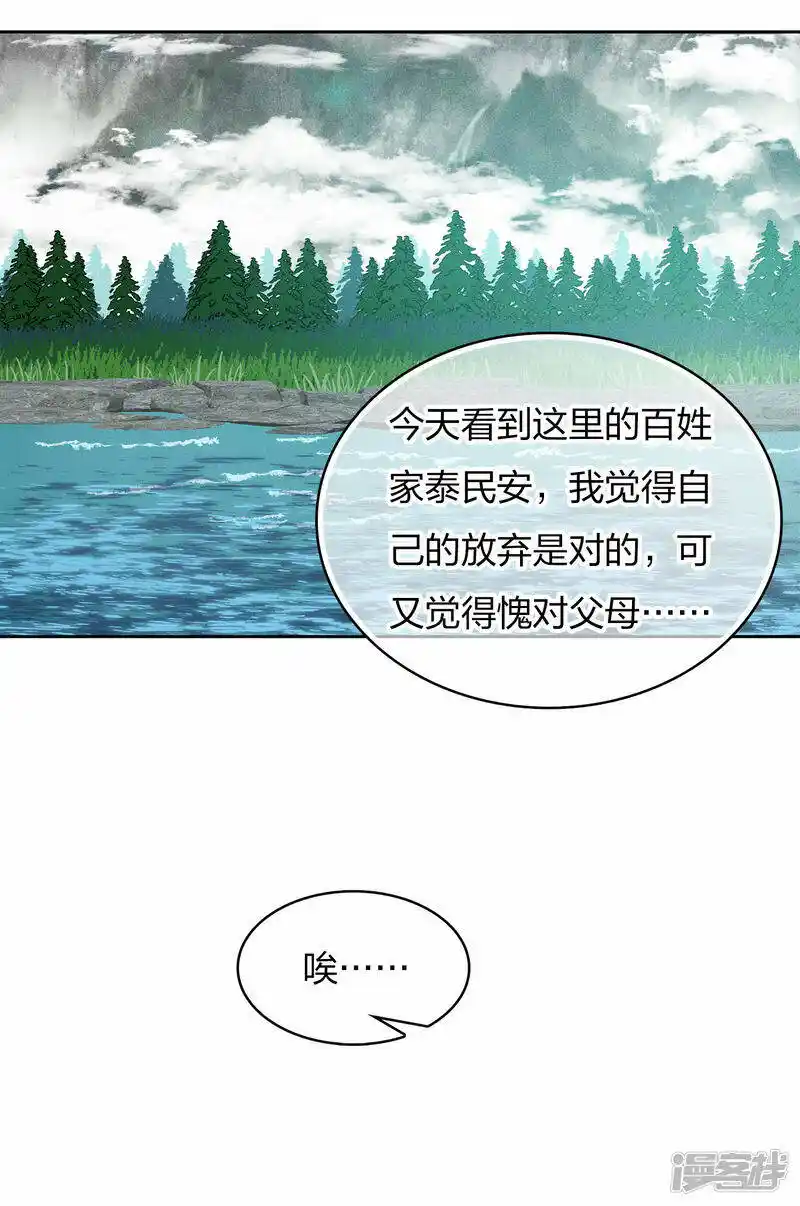 今天看到这里的百姓
家泰民安，我觉得自
己的放弃是对的，可
又觉得愧对父母……
唉……
漫客栈